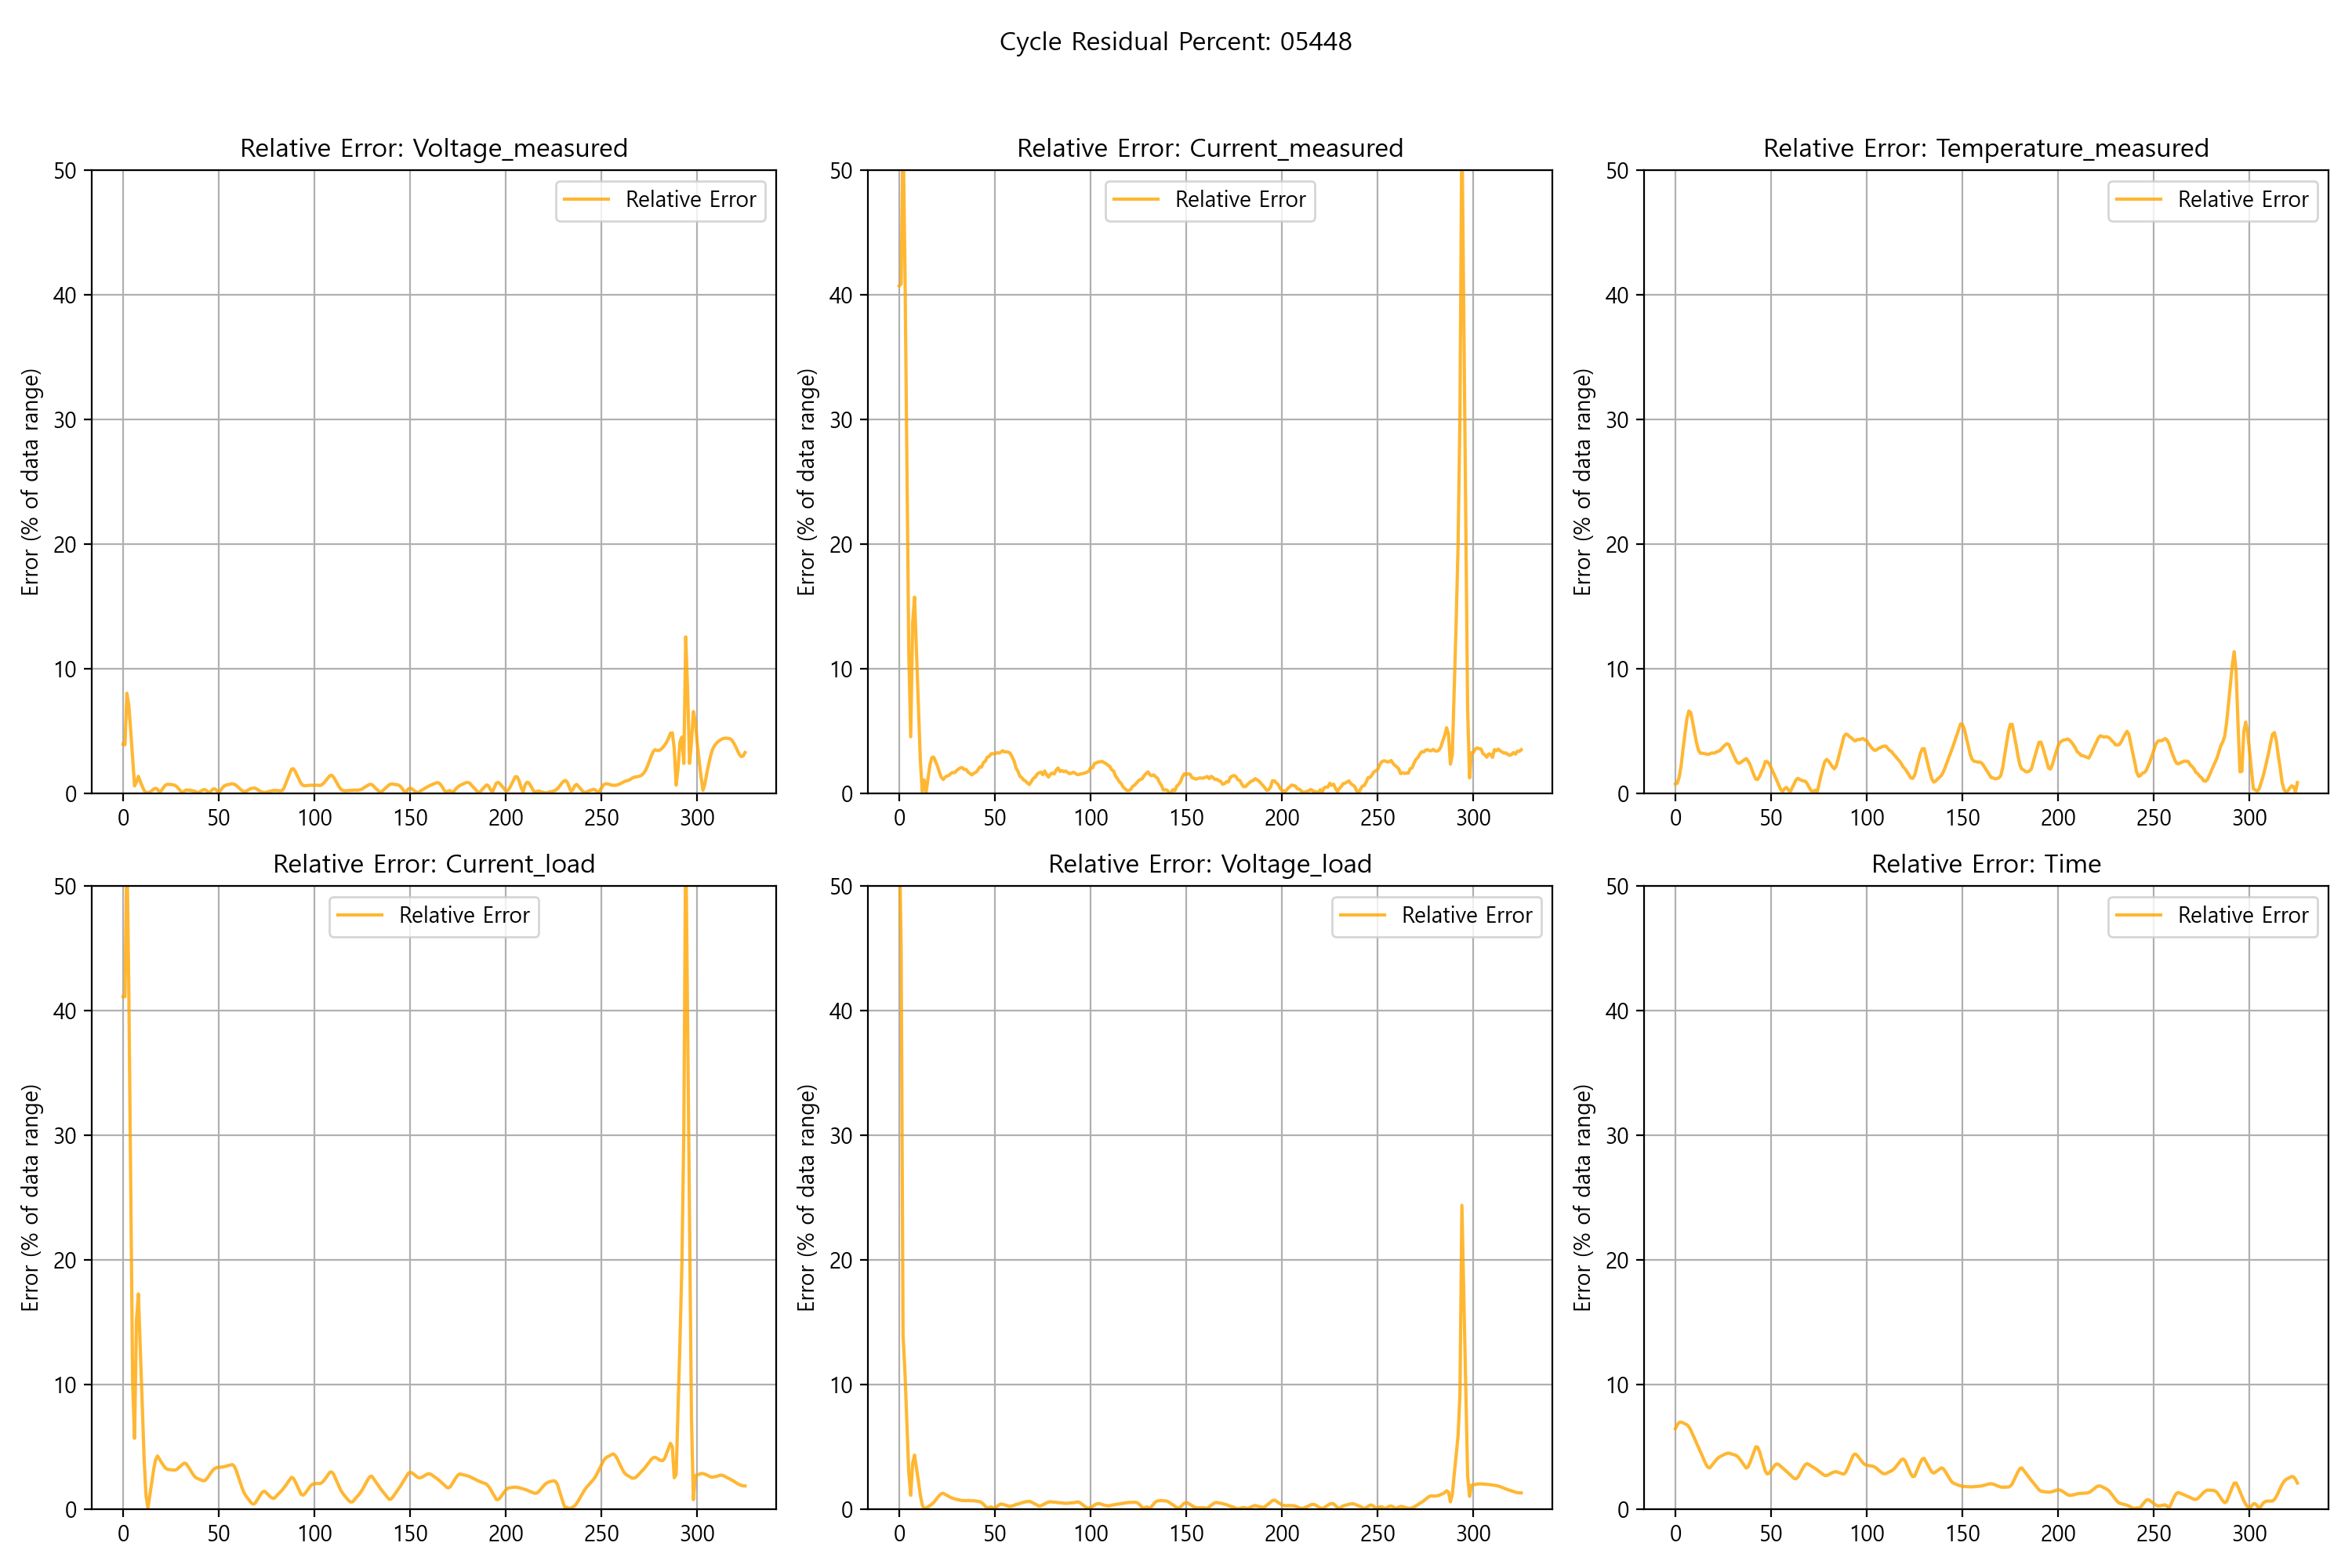 Cycle Residual Percent: 05448
Relative Error: Voltage_measured
Relative Error: Current_measured
Relative Error: Temperature_measured
50
40
30
20
10
0
Error (% of data range)
Relative Error
0 50 100 150 200 250 300
50
40
30
20
10
0
Error (% of data range)
Relative Error
0 50 100 150 200 250 300
50
40
30
20
10
0
Error (% of data range)
Relative Error
0 50 100 150 200 250 300
Relative Error: Current_load
Relative Error: Voltage_load
Relative Error: Time
50
40
30
20
10
0
Error (% of data range)
Relative Error
0 50 100 150 200 250 300
50
40
30
20
10
0
Error (% of data range)
Relative Error
0 50 100 150 200 250 300
50
40
30
20
10
0
Error (% of data range)
Relative Error
0 50 100 150 200 250 300